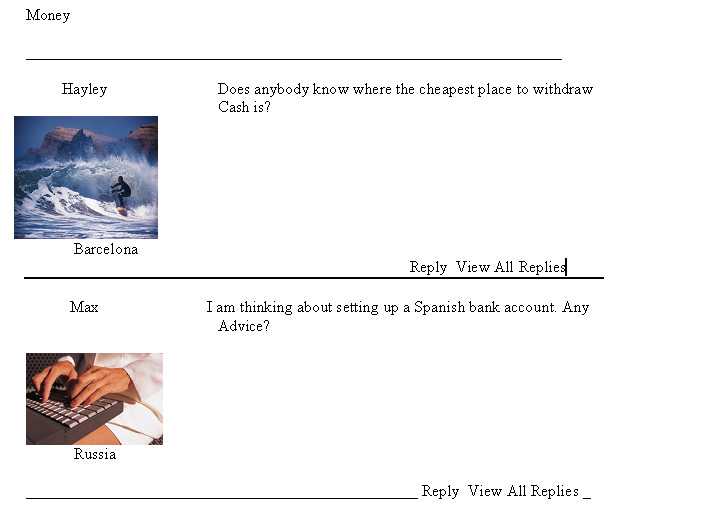 Money
Hayley
Does anybody know where the cheapest place to withdraw
Cash is?
Barcelona
Reply View All Replies
Max
I am thinking about setting up a Spanish bank account. Any
Advice?
Russia
Reply View All Replies